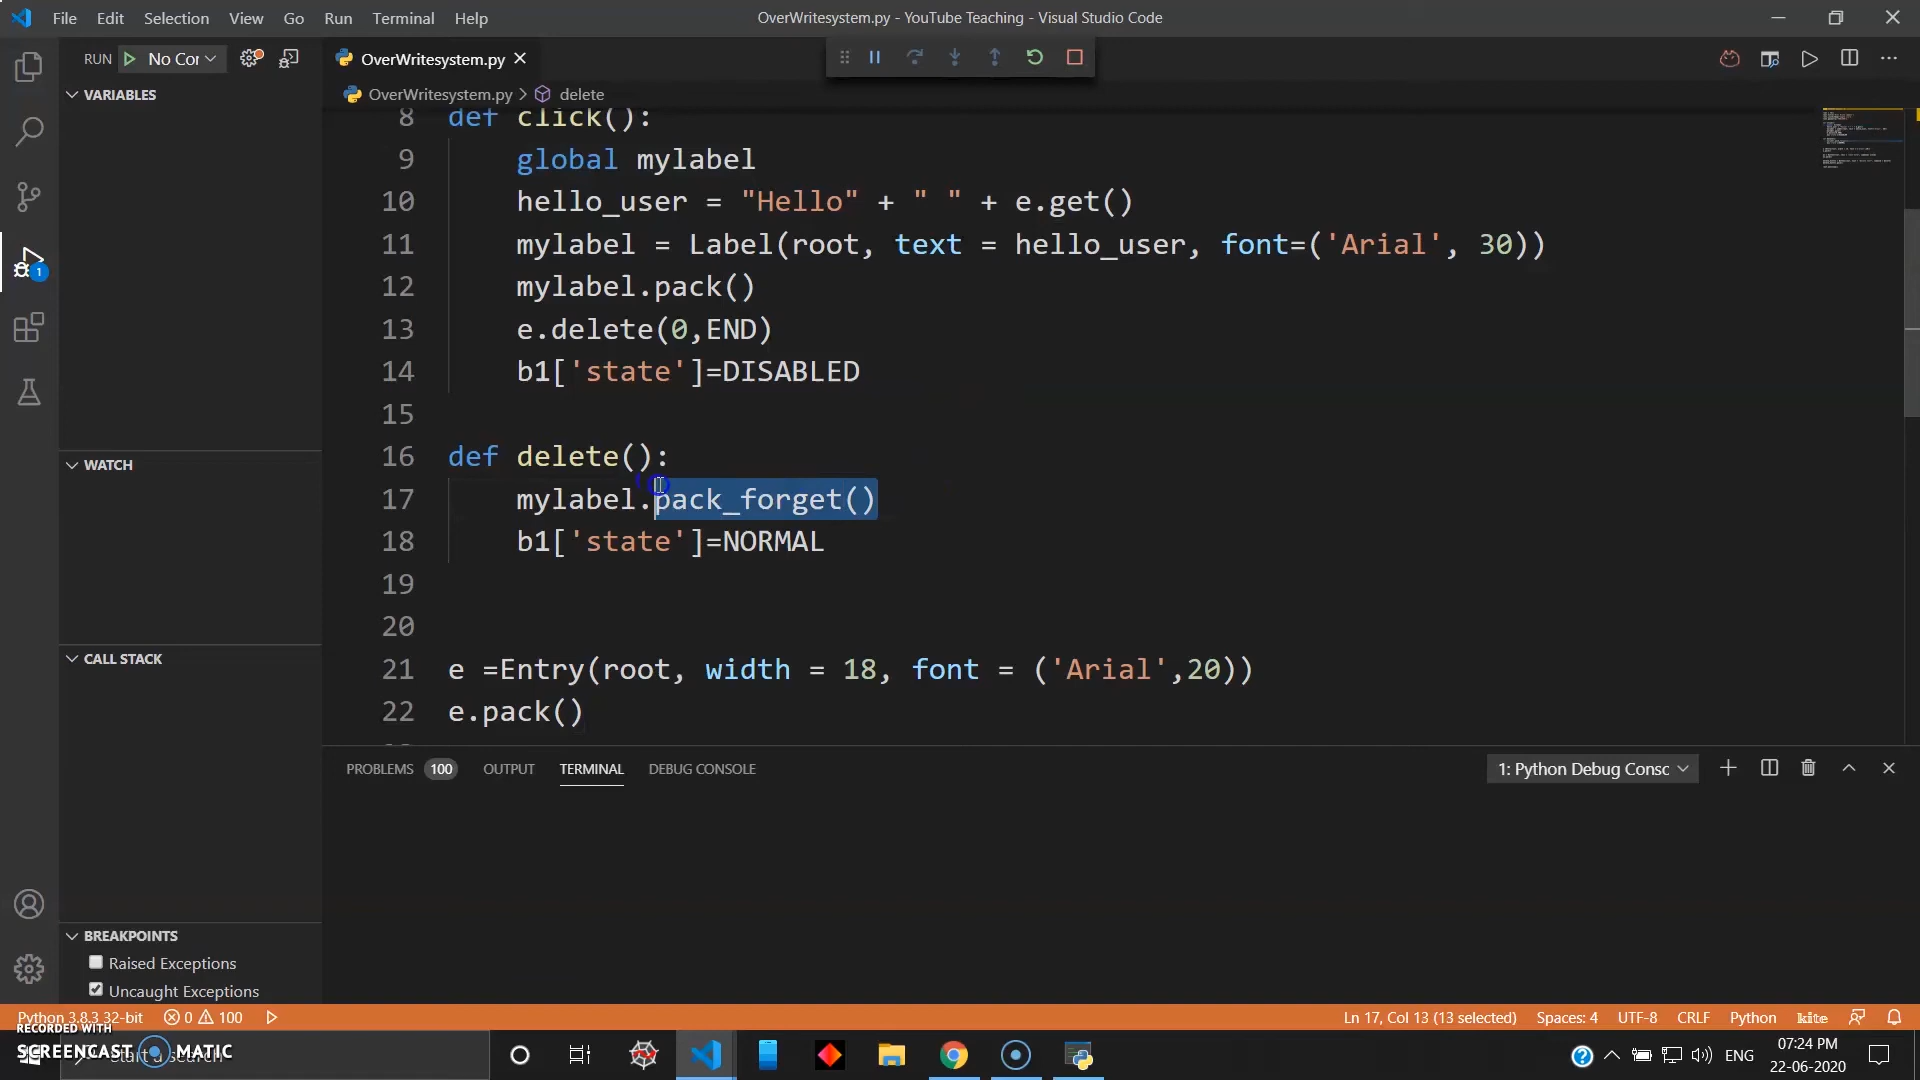 File Edit Selection View Go Run Terminal Help
OverWritesystem.py - YouTube Teaching - Visual Studio Code
RUN No Cor
OverWritesystem.py
VARIABLES
OverWritesystem.py > delete
8 def click():
9 global mylabel
10 hello_user = "Hello" + " " + e.get()
11 mylabel = Label(root, text = hello_user, font=('Arial', 30))
12 mylabel.pack()
13 e.delete(0,END)
14 b1['state']=DISABLED
15
16 def delete():
17 mylabel.pack_forget()
18 b1['state']=NORMAL
19
20
21 e =Entry(root, width = 18, font = ('Arial',20))
22 e.pack()
1
WATCH
CALL STACK
BREAKPOINTS
Raised Exceptions
Uncaught Exceptions
PROBLEMS 100 OUTPUT TERMINAL DEBUG CONSOLE
1: Python Debug Consc
Python 3.8.3 32-bit 0 100
Ln 17, Col 13 (13 selected) Spaces: 4 UTF-8 CRLF Python kite
RECORDED WITH
SCREENCAST MATIC
ENG
07:24 PM
22-06-2020